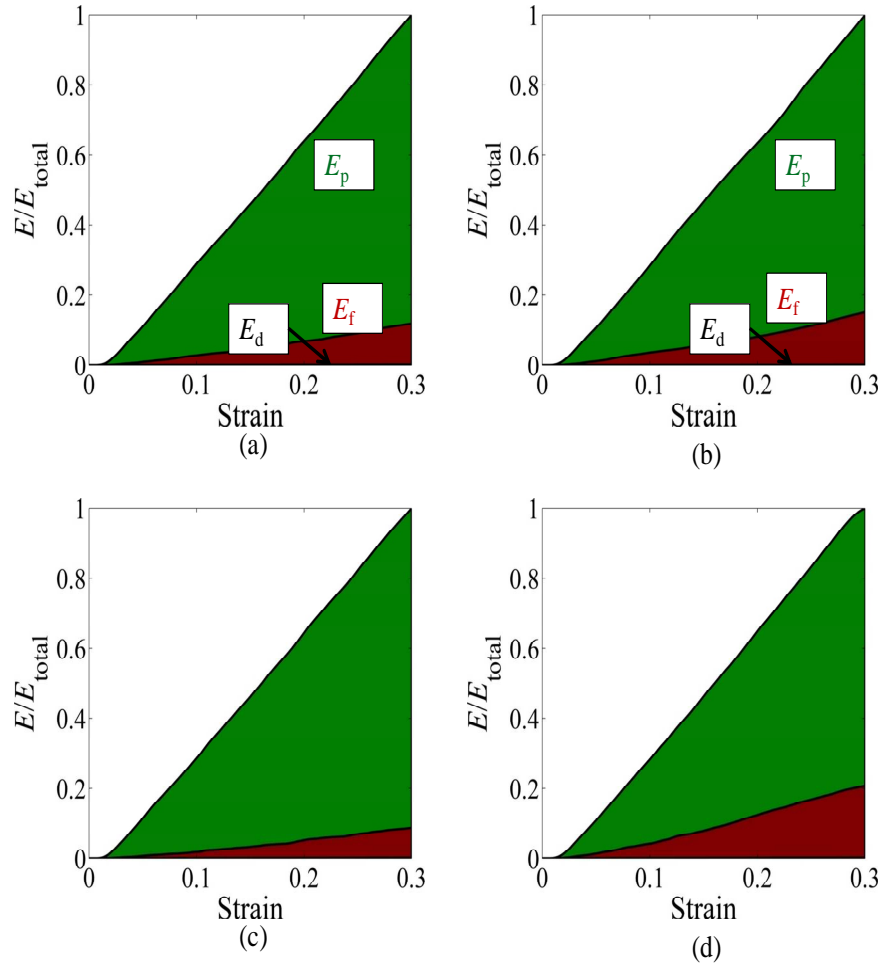 1
0.8
0.6
0.4
0.2
0
E/E_total
E_p
E_f
E_d
0
0.1
0.2
0.3
Strain
(a)
1
0.8
0.6
0.4
0.2
0
E/E_total
E_p
E_f
E_d
0
0.1
0.2
0.3
Strain
(b)
1
0.8
0.6
0.4
0.2
0
E/E_total
0
0.1
0.2
0.3
Strain
(c)
1
0.8
0.6
0.4
0.2
0
E/E_total
0
0.1
0.2
0.3
Strain
(d)